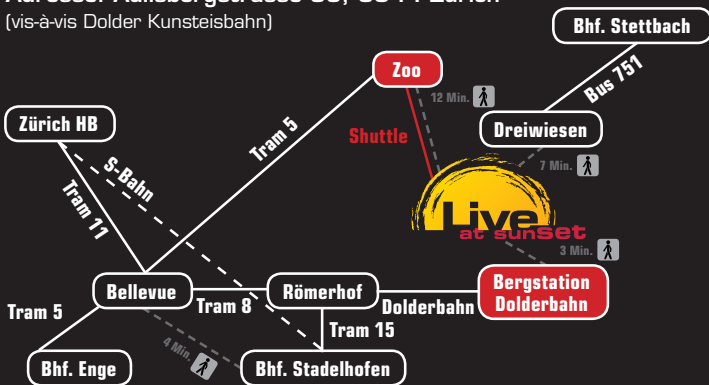 (vis-à-vis Dolder Kunsteisbahn)
Bhf. Stettbach
Zoo
Bus 751
12 Min.
Zürich HB
Tram 5
Shuttle
Dreiwiesen
S-Bahn
7 Min.
Tram 11
Live
at sunset
3 Min.
Bellevue
Tram 8
Römerhof
Dolderbahn
Bergstation
Dolderbahn
Tram 5
Tram 15
4 Min.
Bhf. Enge
Bhf. Stadelhofen